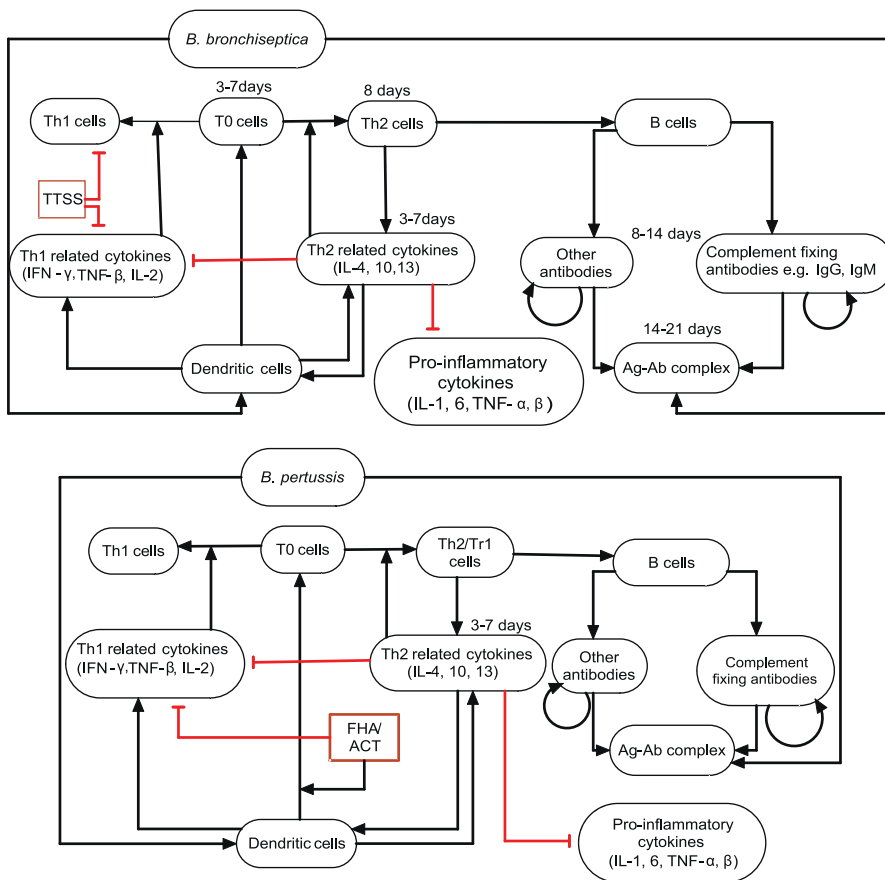 B. bronchiseptica
3-7days
8 days
Th1 cells
T0 cells
Th2 cells
B cells
TTSS
3-7days
Th1 related cytokines
(IFN -γ,TNF-β, IL-2)
Th2 related cytokines
(IL-4, 10,13)
8-14 days
Other
antibodies
Complement fixing
antibodies e.g. IgG, IgM
14-21 days
Dendritic cells
Pro-inflammatory
cytokines
(IL-1, 6, TNF- α, β)
Ag-Ab complex
B. pertussis
Th1 cells
T0 cells
Th2/Tr1
cells
B cells
3-7 days
Th1 related cytokines
(IFN-γ,TNF-β, IL-2)
Th2 related cytokines
(IL-4, 10, 13)
Other
antibodies
Complement
fixing antibodies
FHA/
ACT
Ag-Ab complex
Dendritic cells
Pro-inflammatory
cytokines
(IL-1, 6, TNF-α, β)